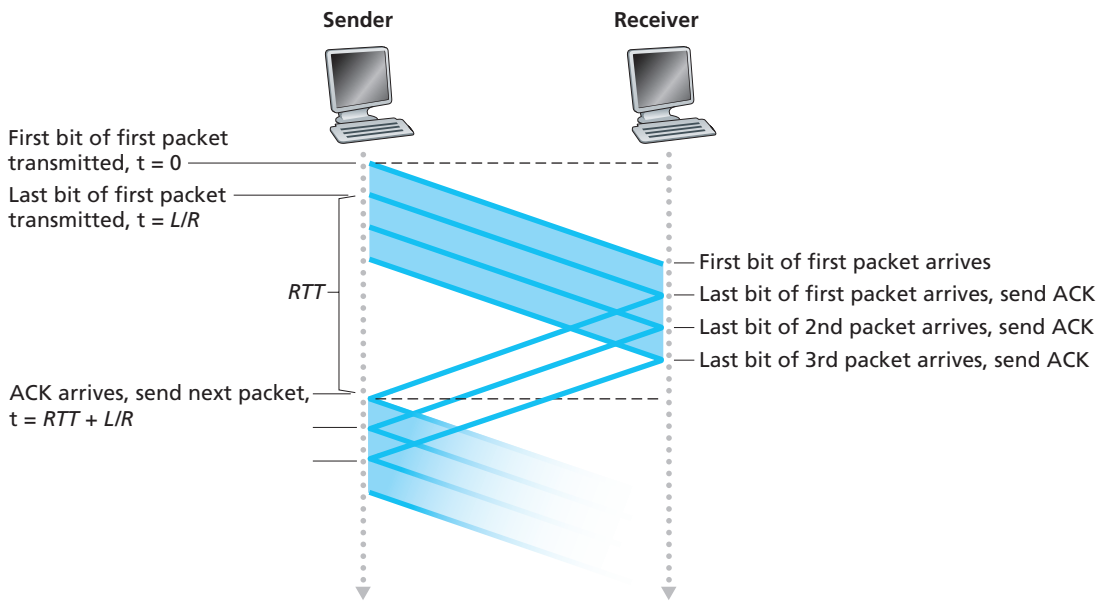 Sender
Receiver
First bit of first packet
transmitted, t = 0
Last bit of first packet
transmitted, t = L/R
RTT
First bit of first packet arrives
Last bit of first packet arrives, send ACK
Last bit of 2nd packet arrives, send ACK
Last bit of 3rd packet arrives, send ACK
ACK arrives, send next packet,
t = RTT + L/R